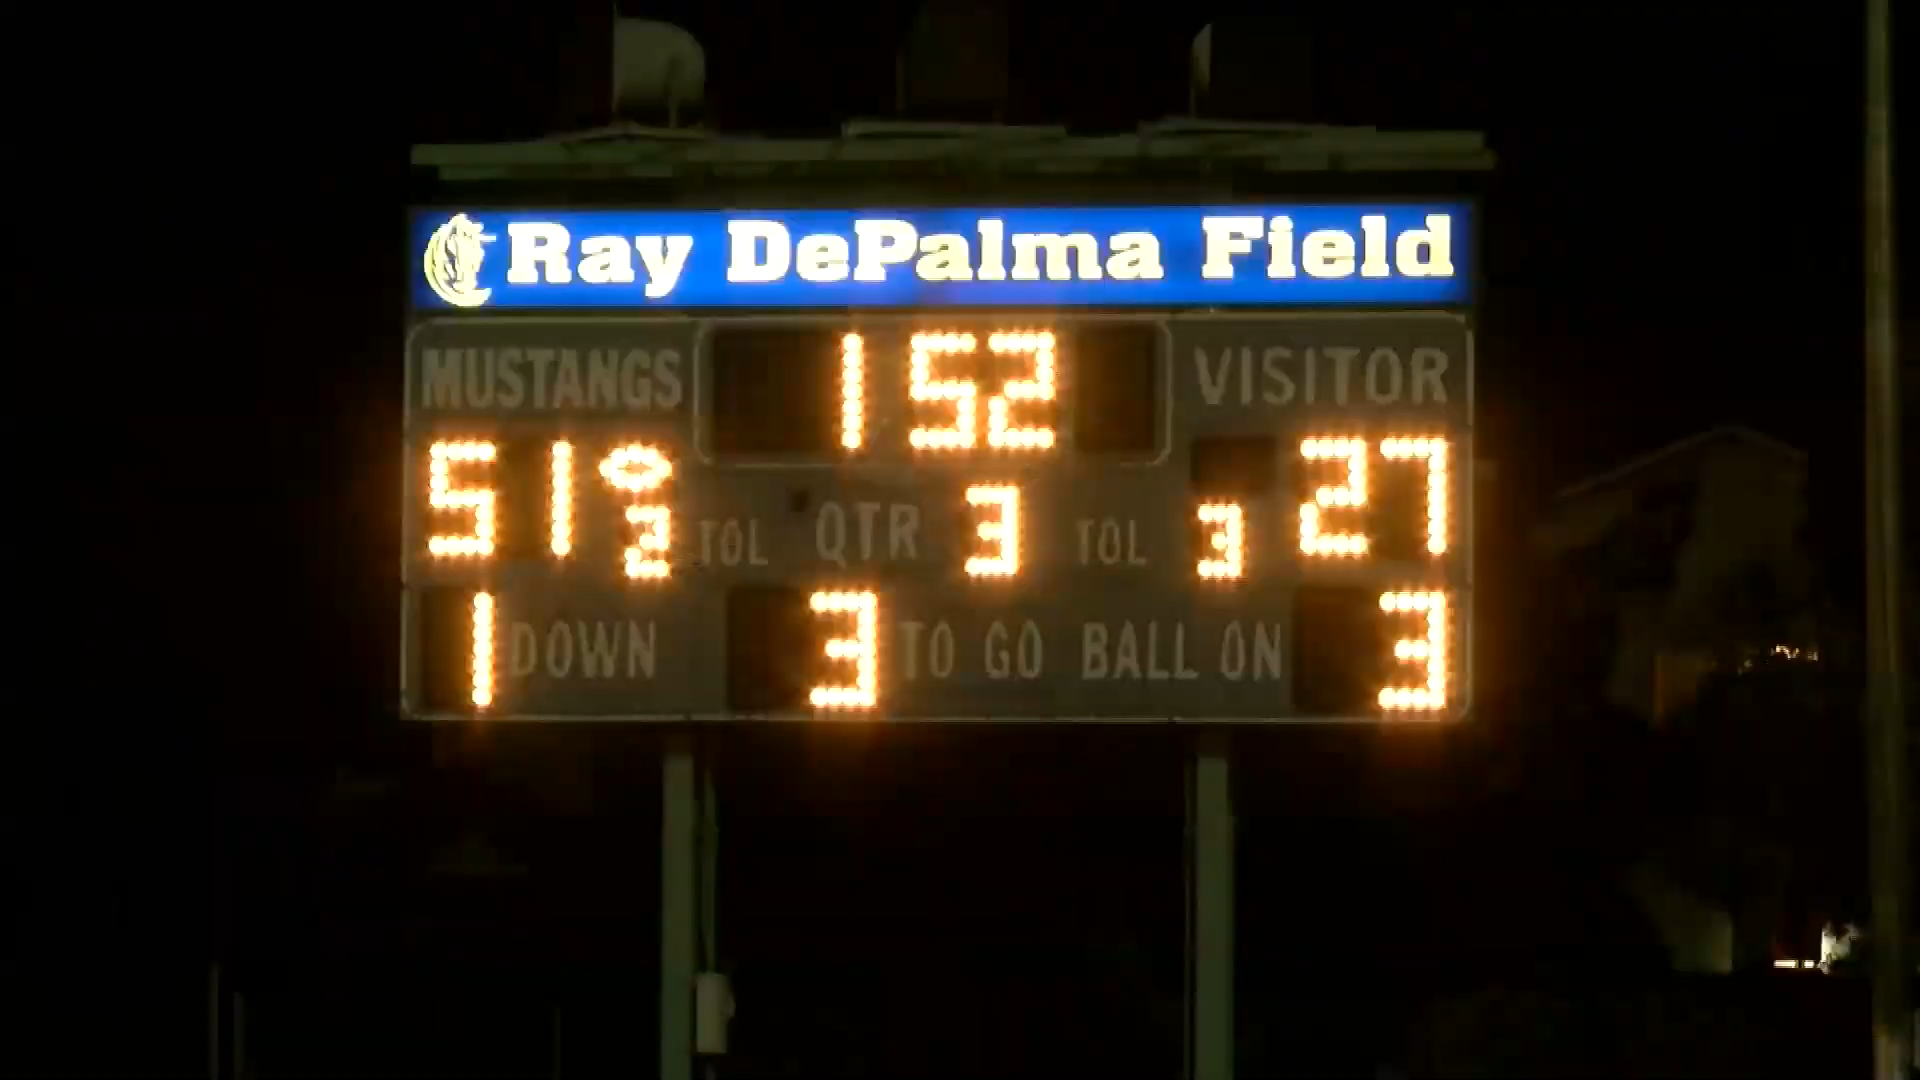 Ray DePalma Field
MUSTANGS 1 52 VISITOR
51 2 TOL QTR 3 TOL 3 27
1 DOWN 3 TO GO BALL ON 3